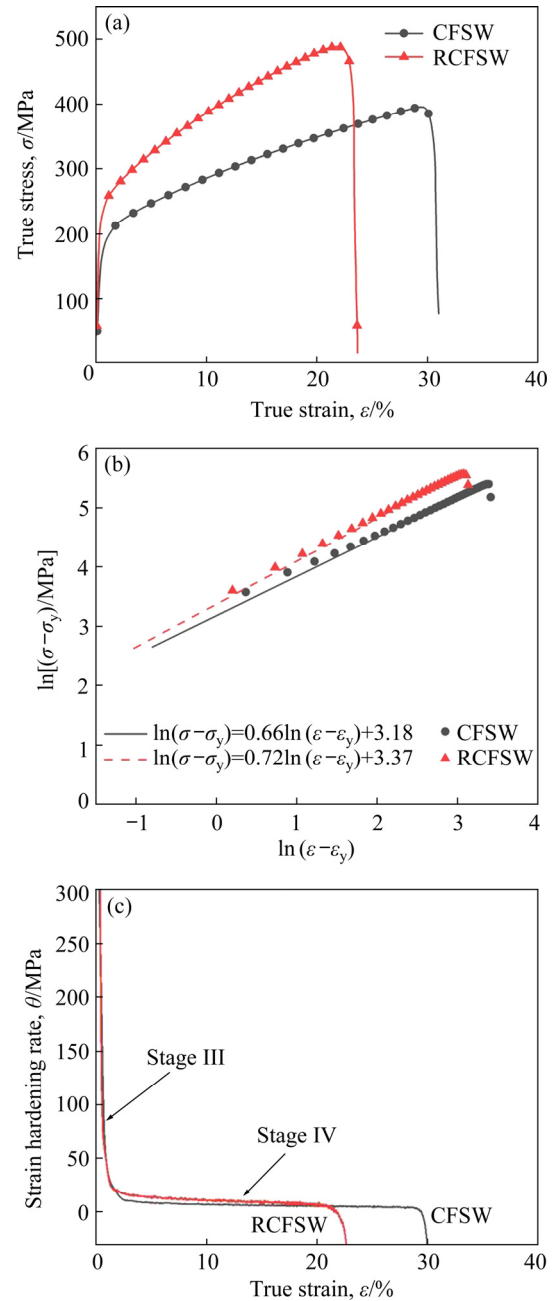 (a)
CFSW
RCFSW
500
400
300
200
100
0
10
20
30
40
True stress, σ/MPa
True strain, ε/%
(b)
6
5
4
3
2
1
0
ln(σ−σy)=0.66ln (ε−εy)+3.18
CFSW
ln(σ−σy)=0.72ln (ε−εy)+3.37
RCFSW
−1
0
1
2
3
4
ln[(σ−σy)/MPa]
ln (ε−εy)
(c)
300
250
200
150
100
50
0
Stage III
Stage IV
RCFSW
CFSW
0
10
20
30
40
Strain hardening rate, θ/MPa
True strain, ε/%